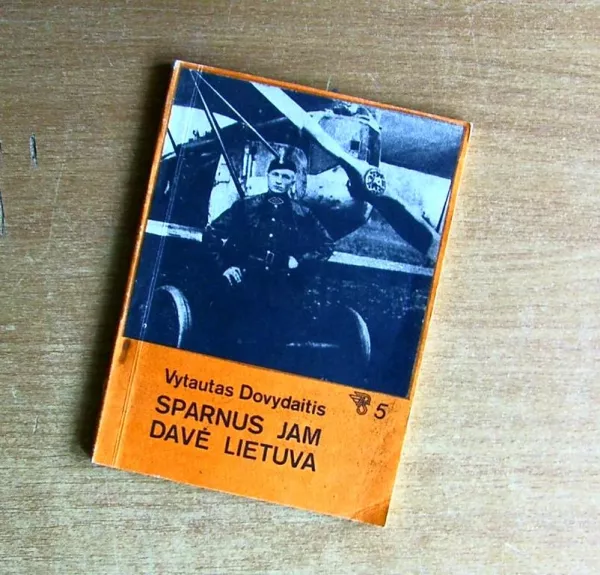 Vytautas Dovydaitis
5
SPARNUS JAM
DAVĖ LIETUVA